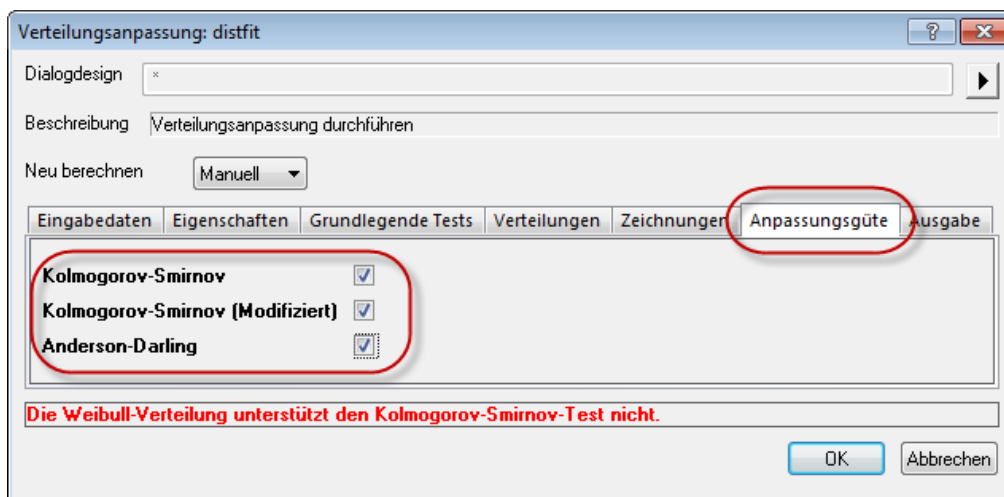 Verteilungsanpassung: distfit
Dialogdesign *
Beschreibung Verteilungsanpassung durchführen
Neu berechnen Manuell
Eingabedaten Eigenschaften Grundlegende Tests Verteilungen Zeichnungen Anpassungsgüte Ausgabe
Kolmogorov-Smirnov
Kolmogorov-Smirnov (Modifiziert)
Anderson-Darling
Die Weibull-Verteilung unterstützt den Kolmogorov-Smirnov-Test nicht.
OK Abbrechen